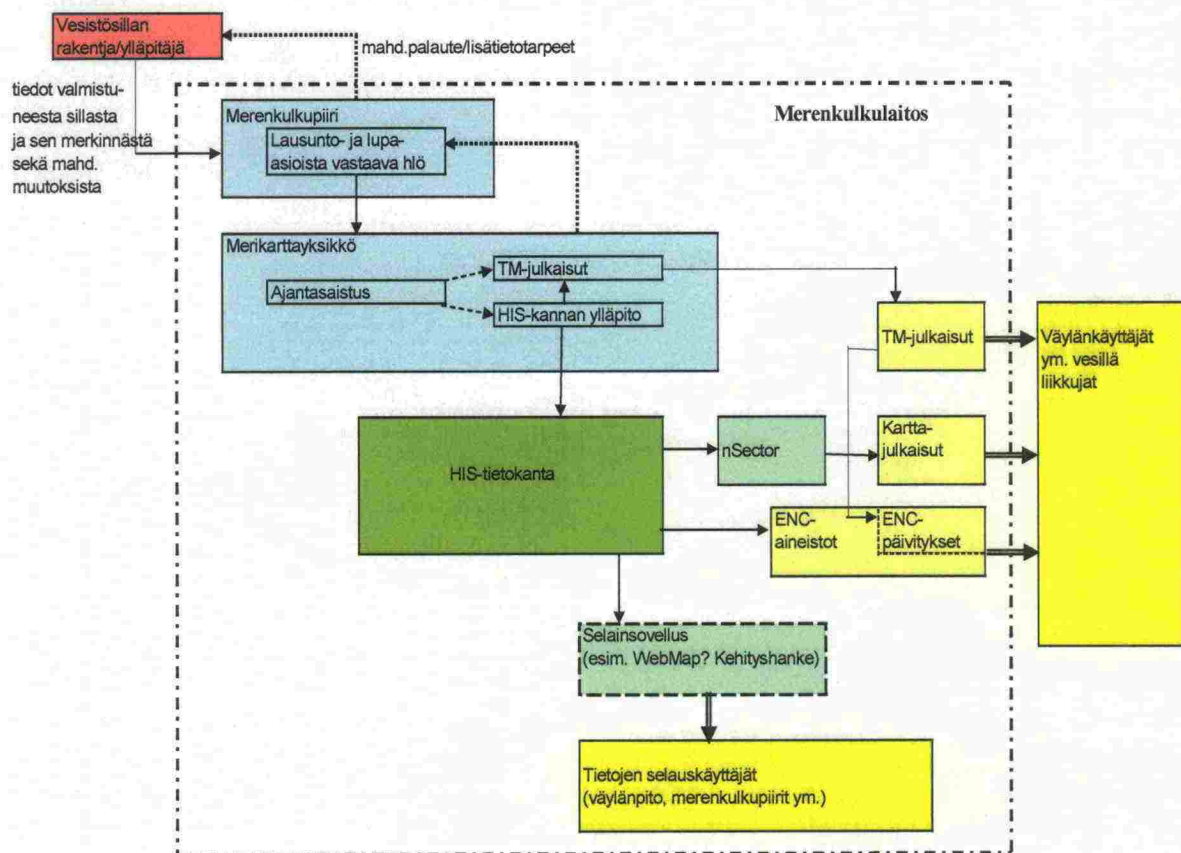 Vesistösillan
rakentja/ylläpitäjä
mahd.palaute/lisätietotarpeet
tiedot valmistu-
neesta sillasta
ja sen merkinnästä
sekä mahd.
muutoksista
Merenkulkulaitos
Merenkulkupiiri
Lausunto- ja lupa-
asioista vastaava hlö
Merikarttayksikkö
TM-julkaisut
Ajantasaistus
HIS-kannan ylläpito
TM-julkaisut
Väylänkäyttäjät
ym. vesillä
liikkujat
HIS-tietokanta
nSector
Kartta-
julkaisut
ENC-
aineistot
ENC-
päivitykset
Selainsovellus
(esim. WebMap? Kehityshanke)
Tietojen selauskäyttäjät
(väylänpito, merenkulkupiirit ym.)